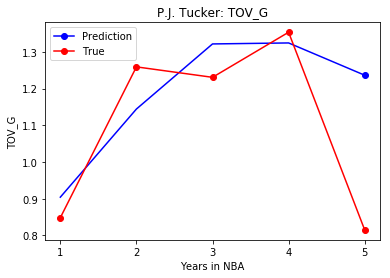 P.J. Tucker: TOV_G
Prediction
True
1.3
1.2
1.1
1.0
0.9
0.8
TOV_G
1 2 3 4 5
Years in NBA